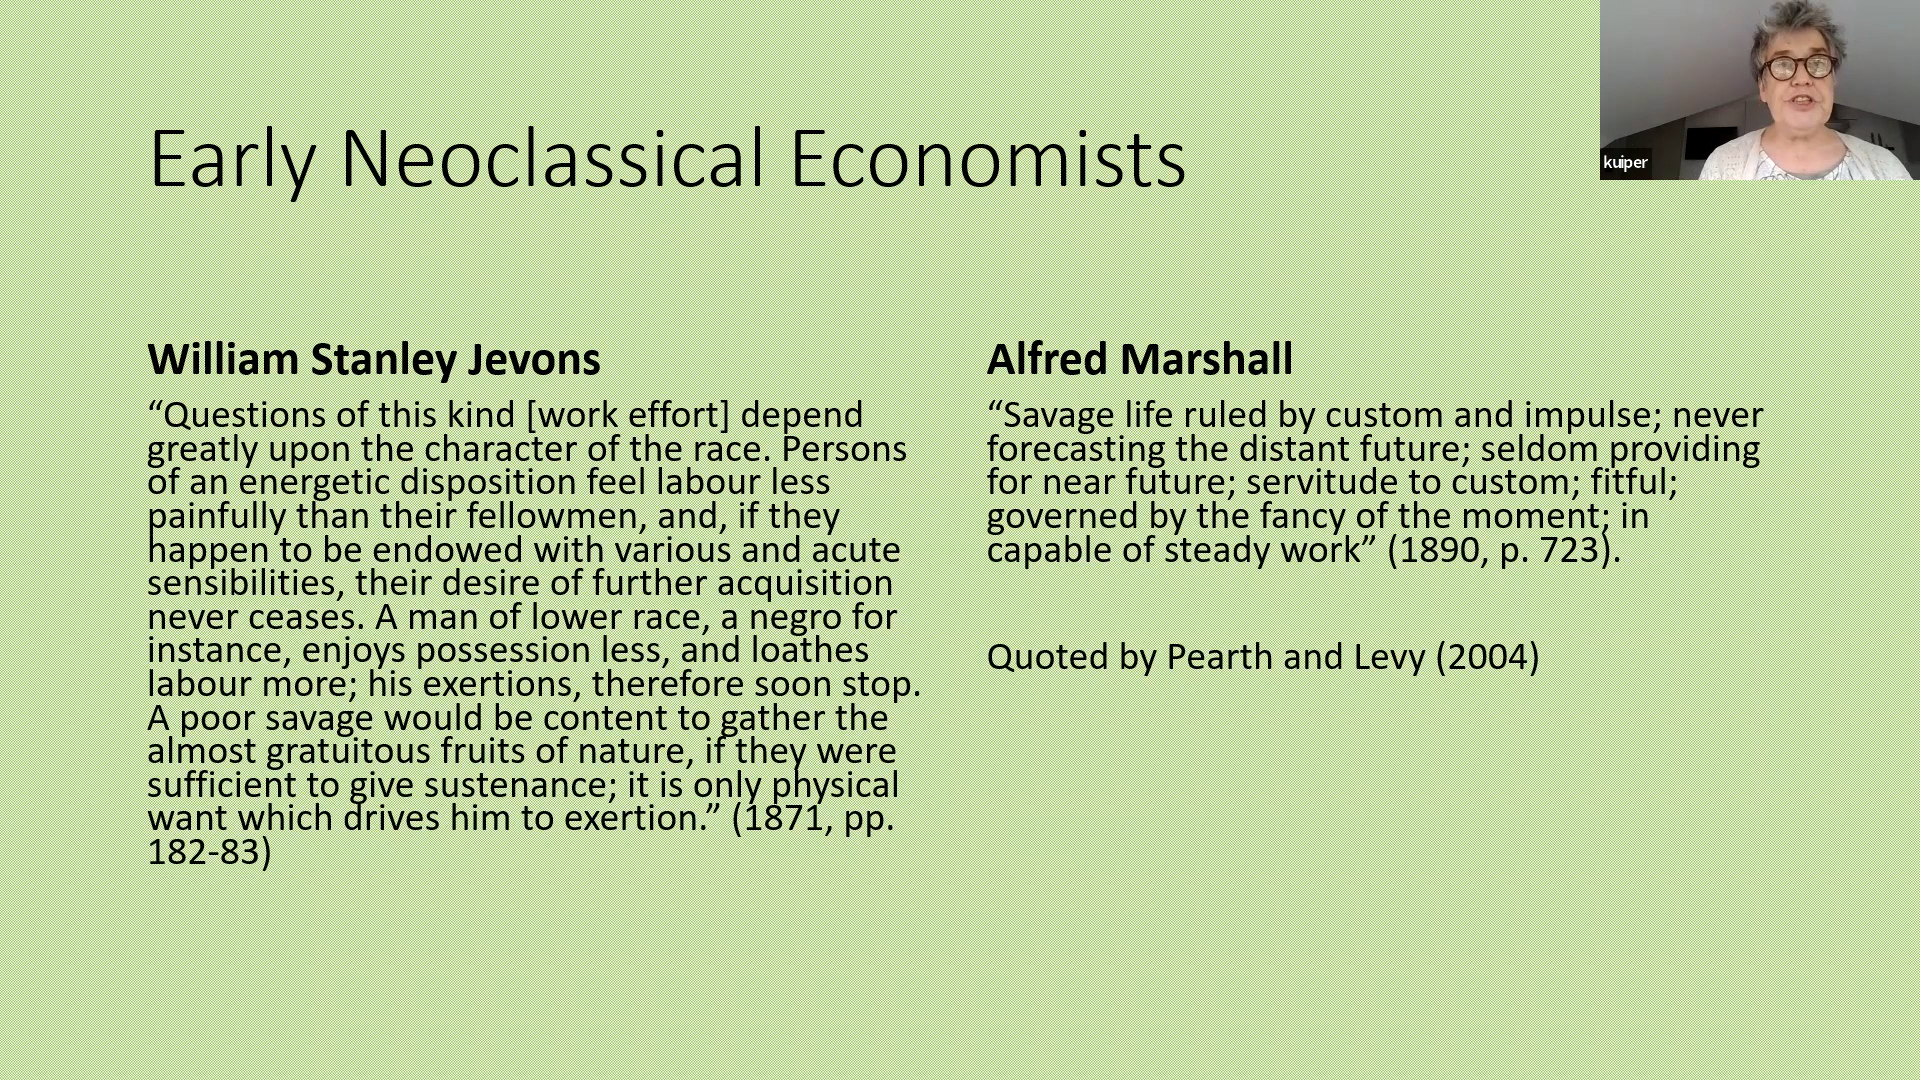 Early Neoclassical Economists
kuiper
William Stanley Jevons
“Questions of this kind [work effort] depend
greatly upon the character of the race. Persons
of an energetic disposition feel labour less
painfully than their fellowmen, and, if they
happen to be endowed with various and acute
sensibilities, their desire of further acquisition
never ceases. A man of lower race, a negro for
instance, enjoys possession less, and loathes
labour more; his exertions, therefore soon stop.
A poor savage would be content to gather the
almost gratuitous fruits of nature, if they were
sufficient to give sustenance; it is only physical
want which drives him to exertion.” (1871, pp.
182-83)
Alfred Marshall
“Savage life ruled by custom and impulse; never
forecasting the distant future; seldom providing
for near future; servitude to custom; fitful;
governed by the fancy of the moment; in
capable of steady work” (1890, p. 723).
Quoted by Pearth and Levy (2004)